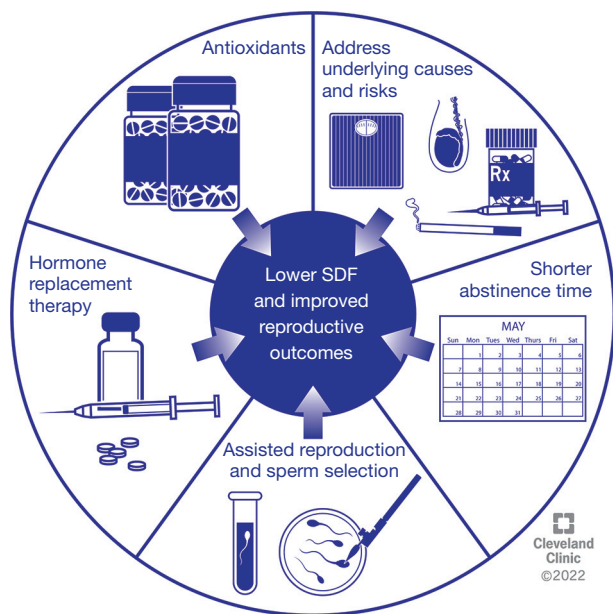 Antioxidants
Address
underlying causes
and risks
Rx
Hormone
replacement
therapy
Lower SDF
and improved
reproductive
outcomes
Shorter
abstinence time
MAY
Sun Mon Tues Wed Thurs Fri Sat
1 2 3 4 5 6
7 8 9 10 11 12 13
14 15 16 17 18 19 20
21 22 23 24 25 26 27
28 29 30 31
Assisted reproduction
and sperm selection
Cleveland
Clinic
©2022